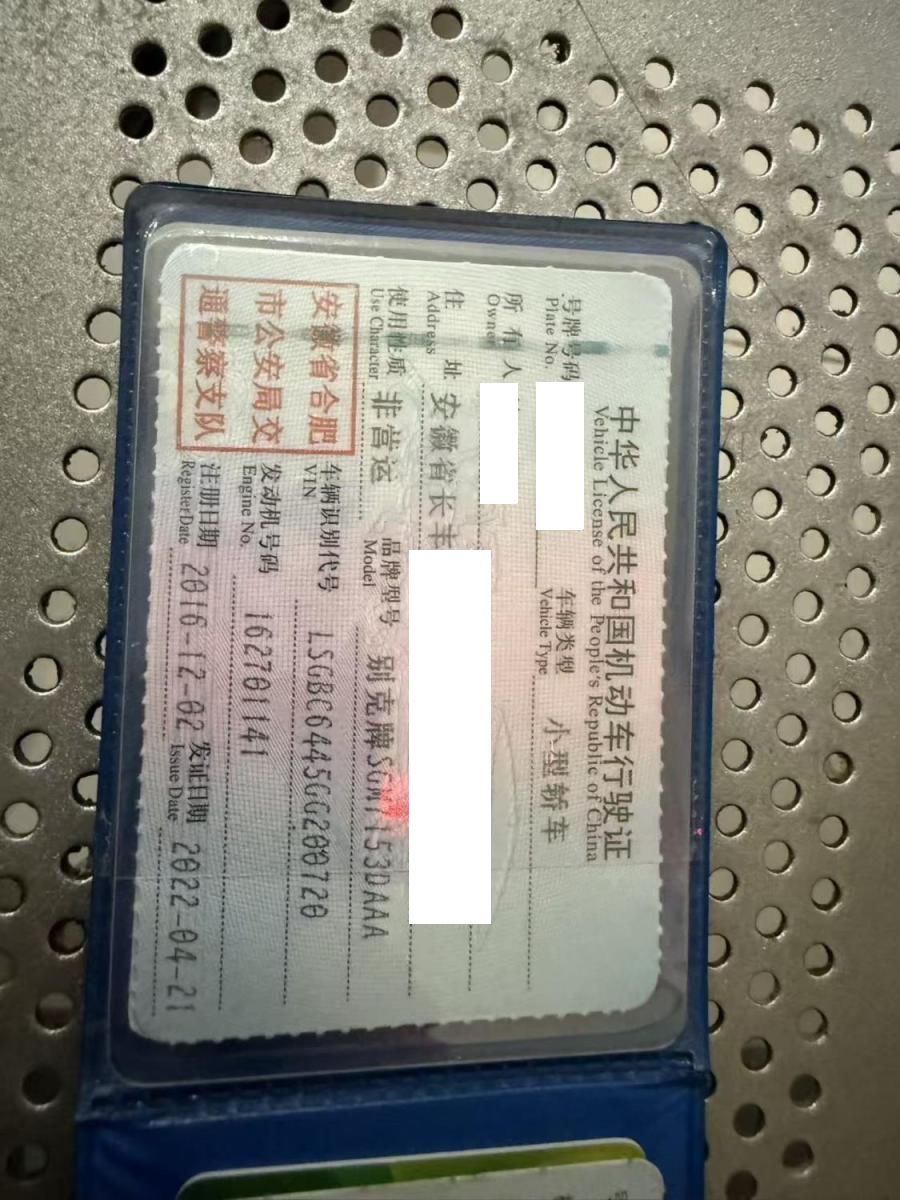 中华人民共和国机动车行驶证
Vehicle License of the People's Republic of China
号牌号码
Plate No.
车辆类型 小型轿车
Vehicle Type
所有人
Owner
住址 安徽省长丰
Address
使用性质 非营运
Use Character
品牌型号 别克牌
Model
安徽省合肥
市公安局交
通警察支队
车辆识别代号 LSGBC6445GG200720
VIN
发动机号码 162701141
Engine No.
注册日期 2016-12-02
Register Date
发证日期 2022-04-21
Issue Date